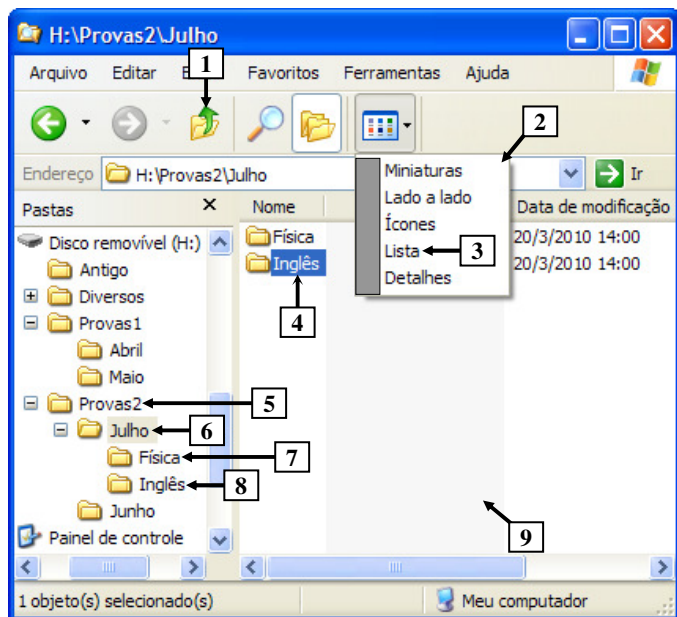 H:\Provas2\Julho
Arquivo Editar E Favoritos Ferramentas Ajuda
1
2
Endereço H:\Provas2\Julho Ir
Miniaturas
Lado a lado
Ícones
Lista 3
Detalhes
Pastas x Nome Data de modificação
Disco removível (H:)
Antigo
Diversos
Provas1
Abril
Maio
Provas2 5
Julho 6
Física 7
Inglês 8
Junho
Painel de controle
Física 20/3/2010 14:00
Inglês 20/3/2010 14:00
4
9
1 objeto(s) selecionado(s) Meu computador